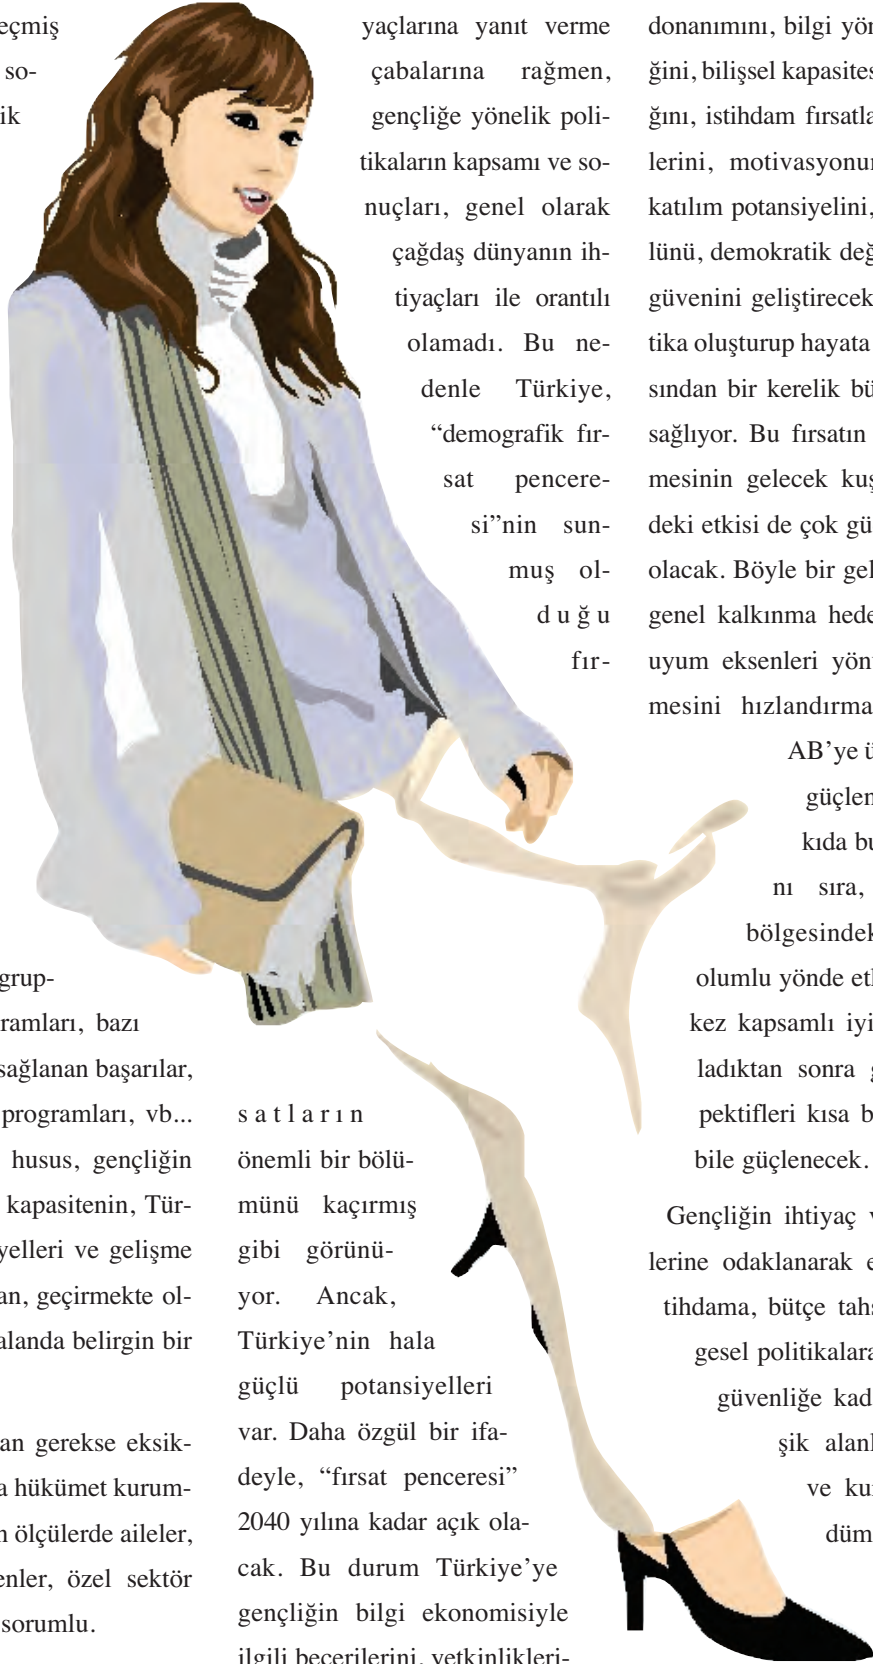 eçmiş
so-
ik
grup-
ramları, bazı
sağlanan başarılar,
programları, vb...
husus, gençliğin
kapasitenin, Tür-
yelleri ve gelişme
an, geçirmekte ol-
alanda belirgin bir
an gerekse eksik-
a hükümet kurum-
n ölçülerde aileler,
enler, özel sektör
sorumlu.
yaçlarına yanıt verme
çabalarına rağmen,
gençliğe yönelik poli-
tikaların kapsamı ve so-
nuçları, genel olarak
çağdaş dünyanın ih-
tiyaçları ile orantılı
olamadı. Bu ne-
denle Türkiye,
“demografik fır-
sat pencere-
si”nin sun-
muş ol-
duğu
fır-
satların
önemli bir bölü-
münü kaçırmış
gibi görünü-
yor. Ancak,
Türkiye’nin hala
güçlü potansiyelleri
var. Daha özgül bir ifa-
deyle, “fırsat penceresi”
2040 yılına kadar açık ola-
cak. Bu durum Türkiye’ye
gençliğin bilgi ekonomisiyle
ilgili becerilerini, yetkinlikleri-
donanımını, bilgi yön
ğini, bilişsel kapasites
ğını, istihdam fırsatla
lerini, motivasyonun
katılım potansiyelini,
lünü, demokratik değ
güvenini geliştirecek
tika oluşturup hayata
sından bir kerelik bü
sağlıyor. Bu fırsatın
mesinin gelecek kuş
deki etkisi de çok gü
olacak. Böyle bir gel
genel kalkınma hede
uyum eksenleri yön
mesini hızlandırma
AB’ye ü
güçlen
kıda bu
nı sıra,
bölgesindek
olumlu yönde etl
kez kapsamlı iyi
ladıktan sonra g
pektifleri kısa b
bile güçlenecek.
Gençliğin ihtiyaç v
lerine odaklanarak e
tihdama, bütçe tahs
gesel politikalara
güvenliğe kad
şik alanl
ve ku
düm